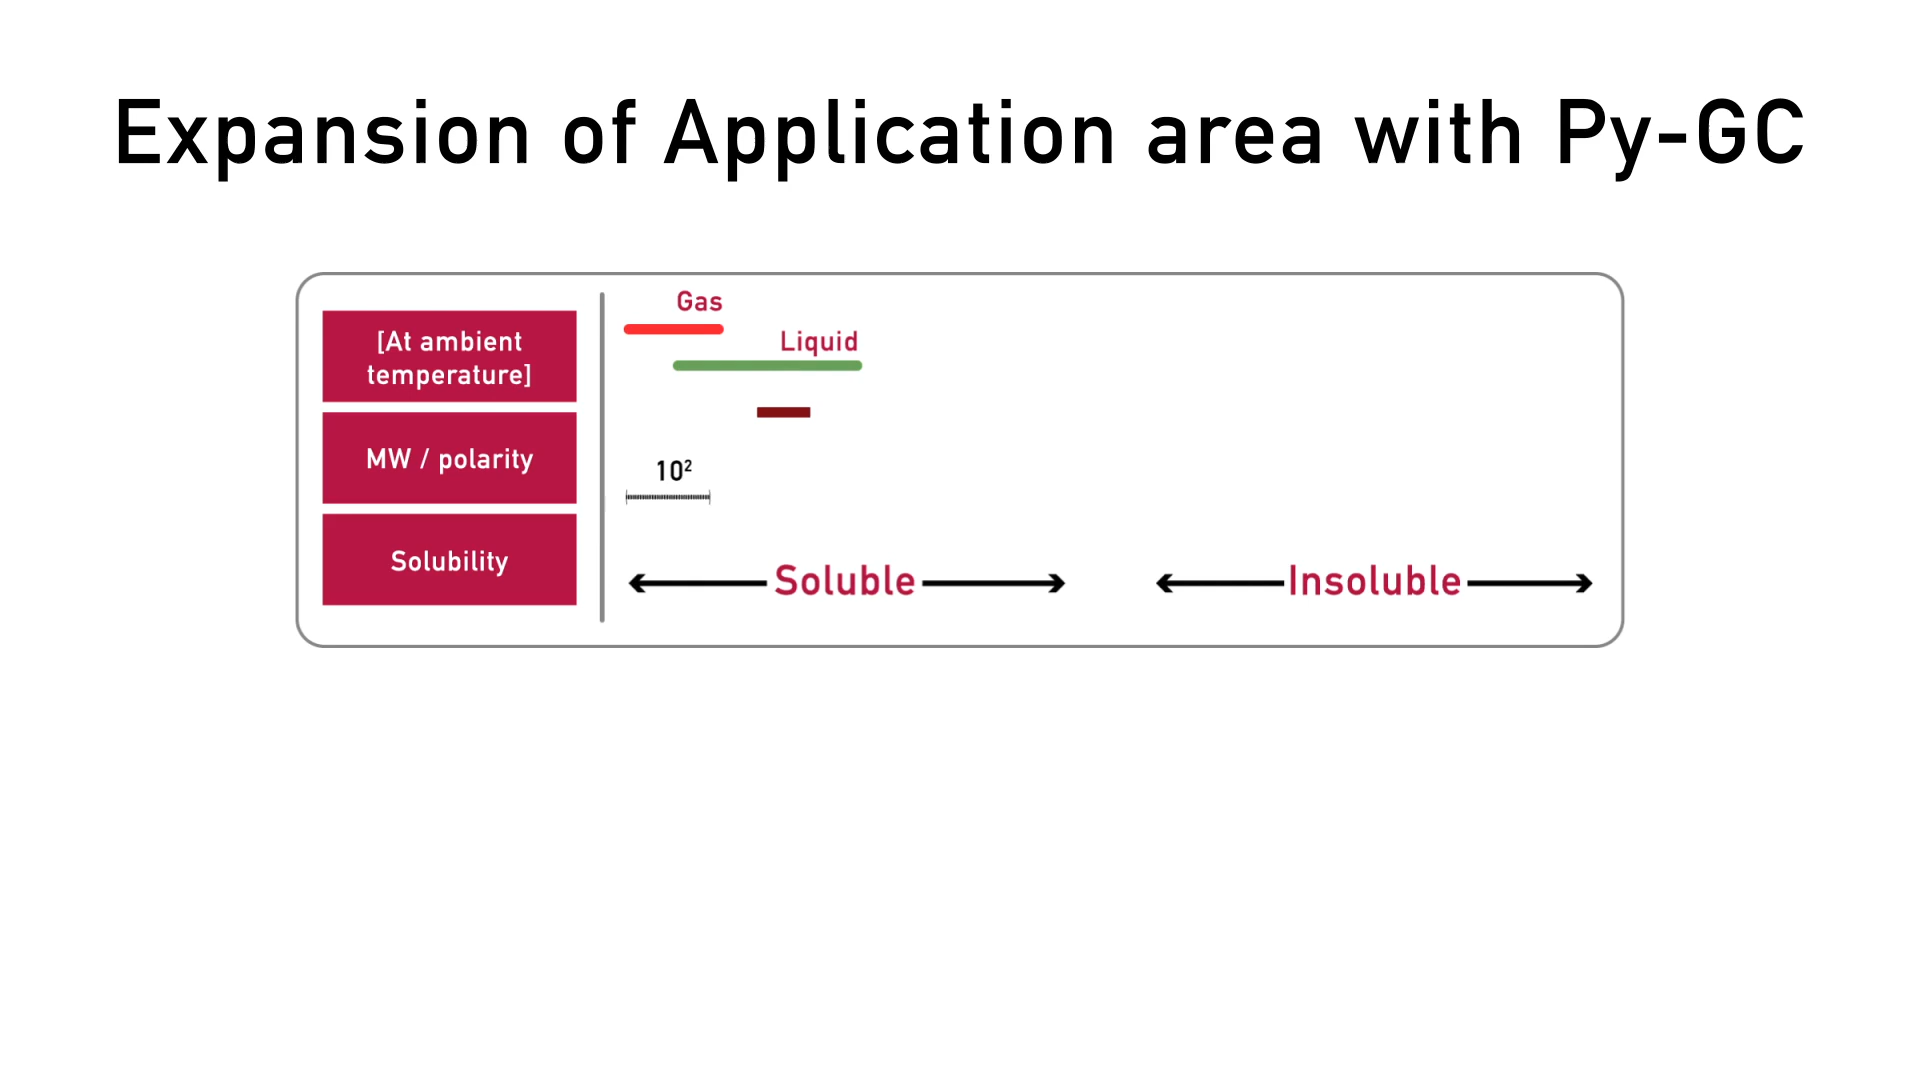 Expansion of Application area with Py-GC
Gas
[At ambient
temperature]
Liquid
MW / polarity
10²
Solubility
Soluble
Insoluble